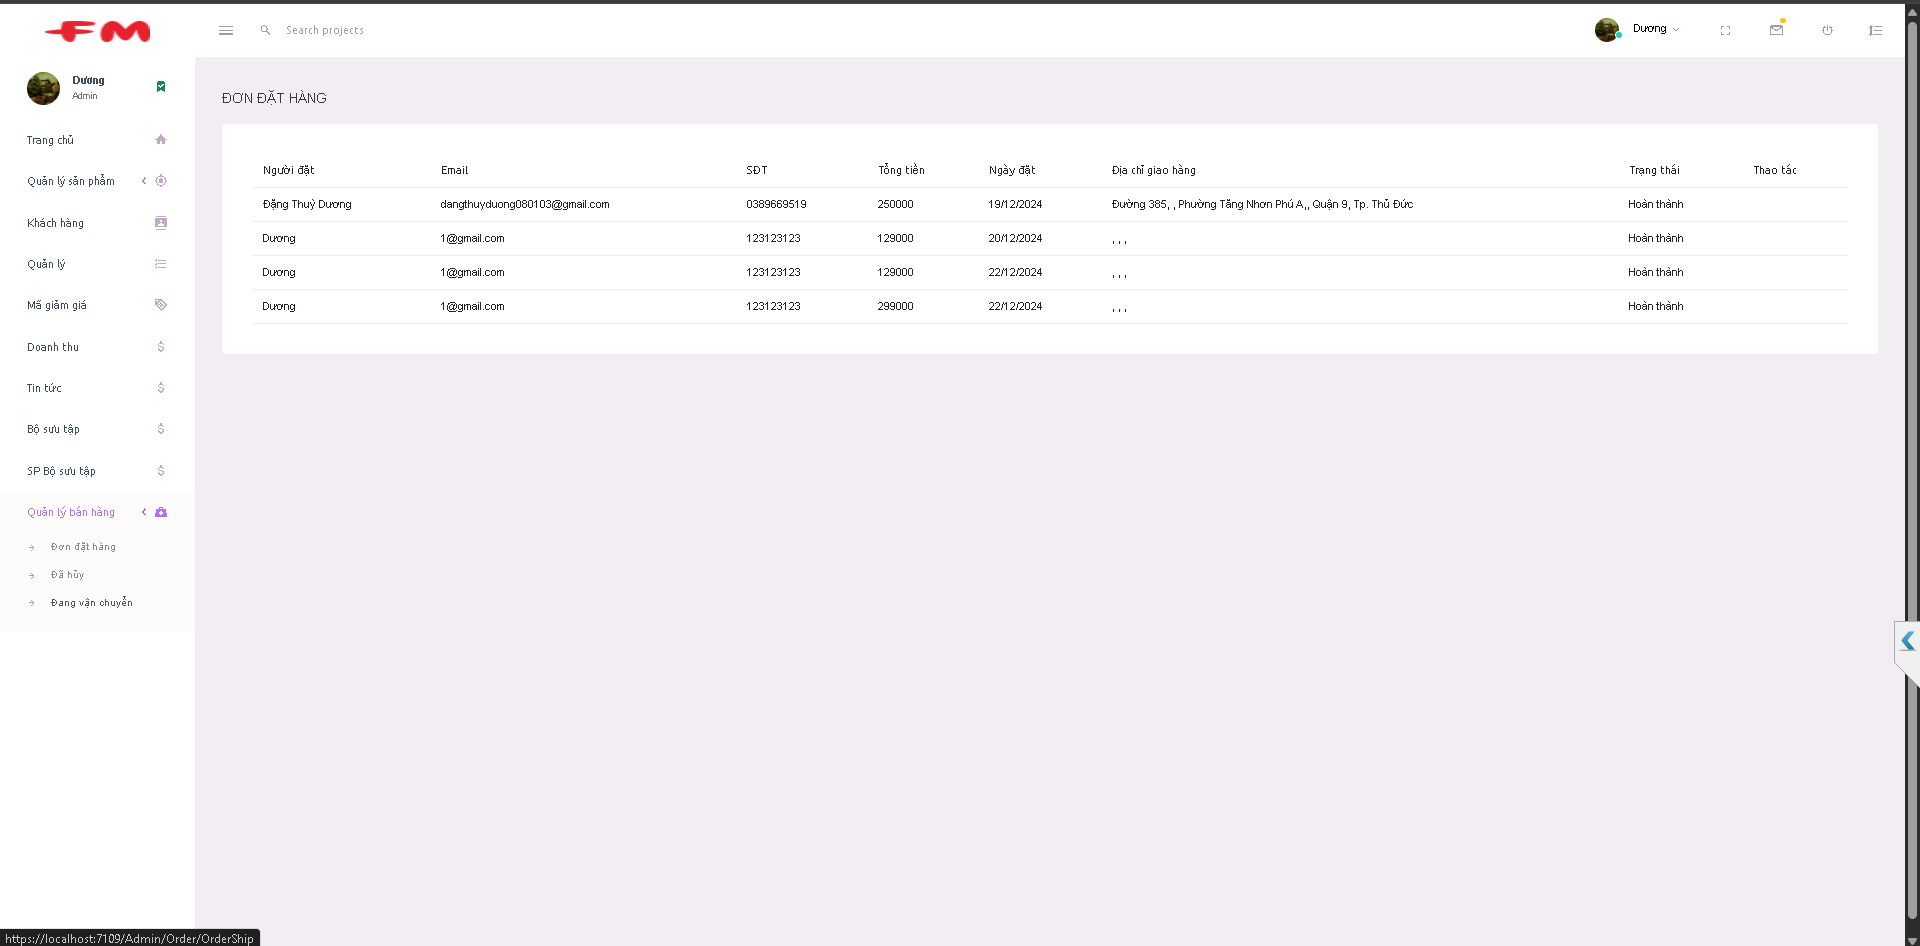 FM
Search projects
Dương
Dương
Admin
Trang chủ
Quản lý sản phẩm
Khách hàng
Quản lý
Mã giảm giá
Doanh thu
Tin tức
Bộ sưu tập
SP Bộ sưu tập
Quản lý bán hàng
Đơn đặt hàng
Đã hủy
Đang vận chuyển
ĐƠN ĐẶT HÀNG
Người đặt Email SĐT Tổng tiền Ngày đặt Địa chỉ giao hàng Trạng thái Thao tác
Đặng Thuỳ Dương dangthuyduong080103@gmail.com 0389669519 250000 19/12/2024 Đường 385, , Phường Tăng Nhơn Phú A,, Quận 9, Tp. Thủ Đức Hoàn thành
Dương 1@gmail.com 123123123 129000 20/12/2024 , , , Hoàn thành
Dương 1@gmail.com 123123123 129000 22/12/2024 , , , Hoàn thành
Dương 1@gmail.com 123123123 299000 22/12/2024 , , , Hoàn thành
https://localhost:7109/Admin/Order/OrderShip